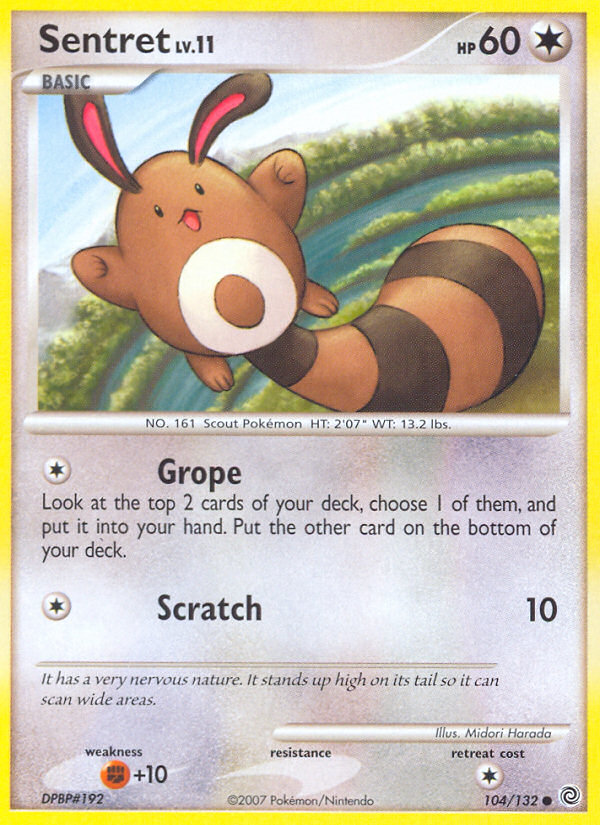 Sentret LV.11
HP 60
BASIC
NO. 161 Scout Pokémon HT: 2'07" WT: 13.2 lbs.
Grope
Look at the top 2 cards of your deck, choose 1 of them, and
put it into your hand. Put the other card on the bottom of
your deck.
Scratch 10
It has a very nervous nature. It stands up high on its tail so it can
scan wide areas.
Illus. Midori Harada
weakness resistance retreat cost
+10
DPBP#192 ©2007 Pokémon/Nintendo 104/132